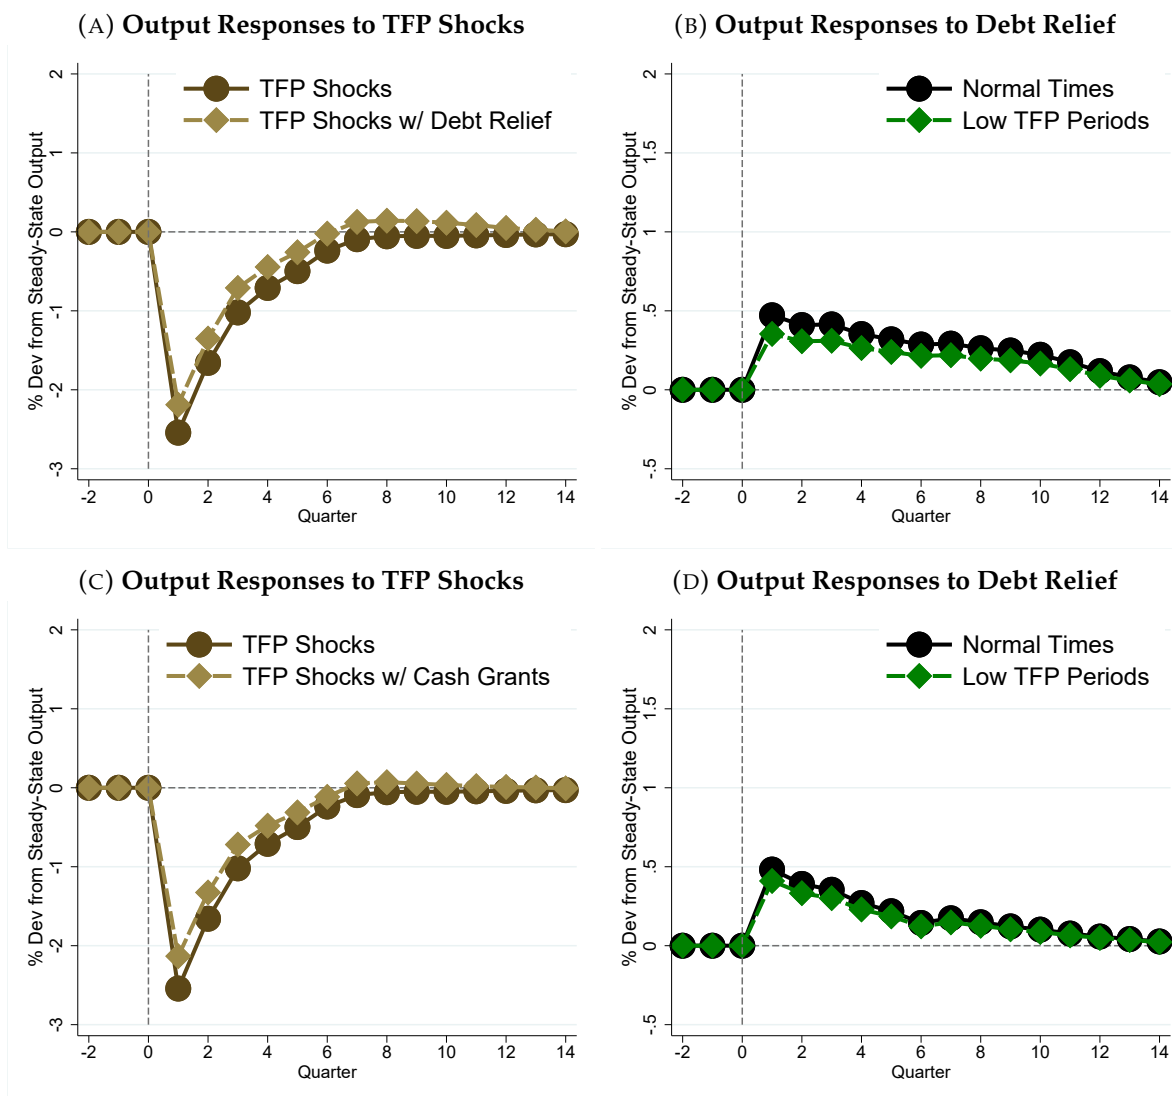 (A) Output Responses to TFP Shocks
TFP Shocks
TFP Shocks w/ Debt Relief
% Dev from Steady-State Output
2
1
0
-1
-2
-3
-2 0 2 4 6 8 10 12 14
Quarter
(B) Output Responses to Debt Relief
Normal Times
Low TFP Periods
% Dev from Steady-State Output
2
1.5
1
.5
0
-.5
-2 0 2 4 6 8 10 12 14
Quarter
(C) Output Responses to TFP Shocks
TFP Shocks
TFP Shocks w/ Cash Grants
% Dev from Steady-State Output
2
1
0
-1
-2
-3
-2 0 2 4 6 8 10 12 14
Quarter
(D) Output Responses to Debt Relief
Normal Times
Low TFP Periods
% Dev from Steady-State Output
2
1.5
1
.5
0
-.5
-2 0 2 4 6 8 10 12 14
Quarter